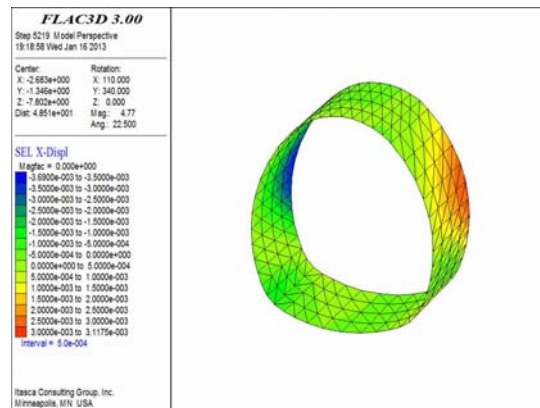 FLAC3D 3.00
Step 5219 Model Perspective
19:18:58 Wed Jan 16 2013
Center: Rotation:
X: -2.683e+000 X: 110.000
Y: -1.346e+000 Y: 340.000
Z: -7.802e+000 Z: 0.000
Dist: 4.851e+001 Mag.: 4.77
Ang.: 22.500
SEL X-Displ
Magfac = 0.000e+000
-3.6900e-003 to -3.5000e-003
-3.5000e-003 to -3.0000e-003
-3.0000e-003 to -2.5000e-003
-2.5000e-003 to -2.0000e-003
-2.0000e-003 to -1.5000e-003
-1.5000e-003 to -1.0000e-003
-1.0000e-003 to -5.0000e-004
-5.0000e-004 to 0.0000e+000
0.0000e+000 to 5.0000e-004
5.0000e-004 to 1.0000e-003
1.0000e-003 to 1.5000e-003
1.5000e-003 to 2.0000e-003
2.0000e-003 to 2.5000e-003
2.5000e-003 to 3.0000e-003
3.0000e-003 to 3.1175e-003
Interval = 5.0e-004
Itasca Consulting Group, Inc.
Minneapolis, MN USA